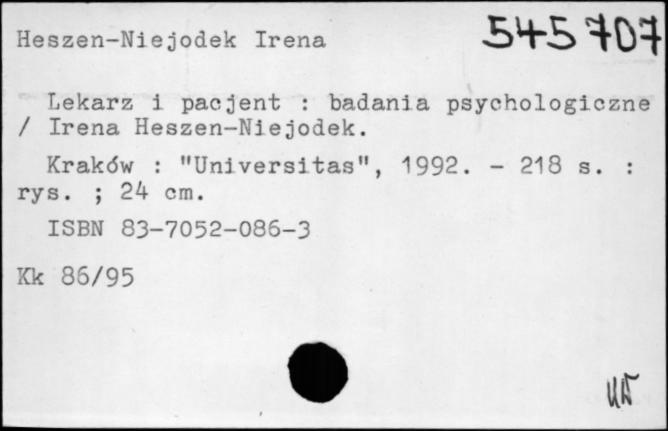 Heszen-Niejodek Irena 545707
Lekarz i pacjent : badania psychologiczne
/ Irena Heszen-Niejodek.
Kraków : "Universitas", 1992. - 218 s. :
rys. ; 24 cm.
ISBN 83-7052-086-3
Kk 86/95